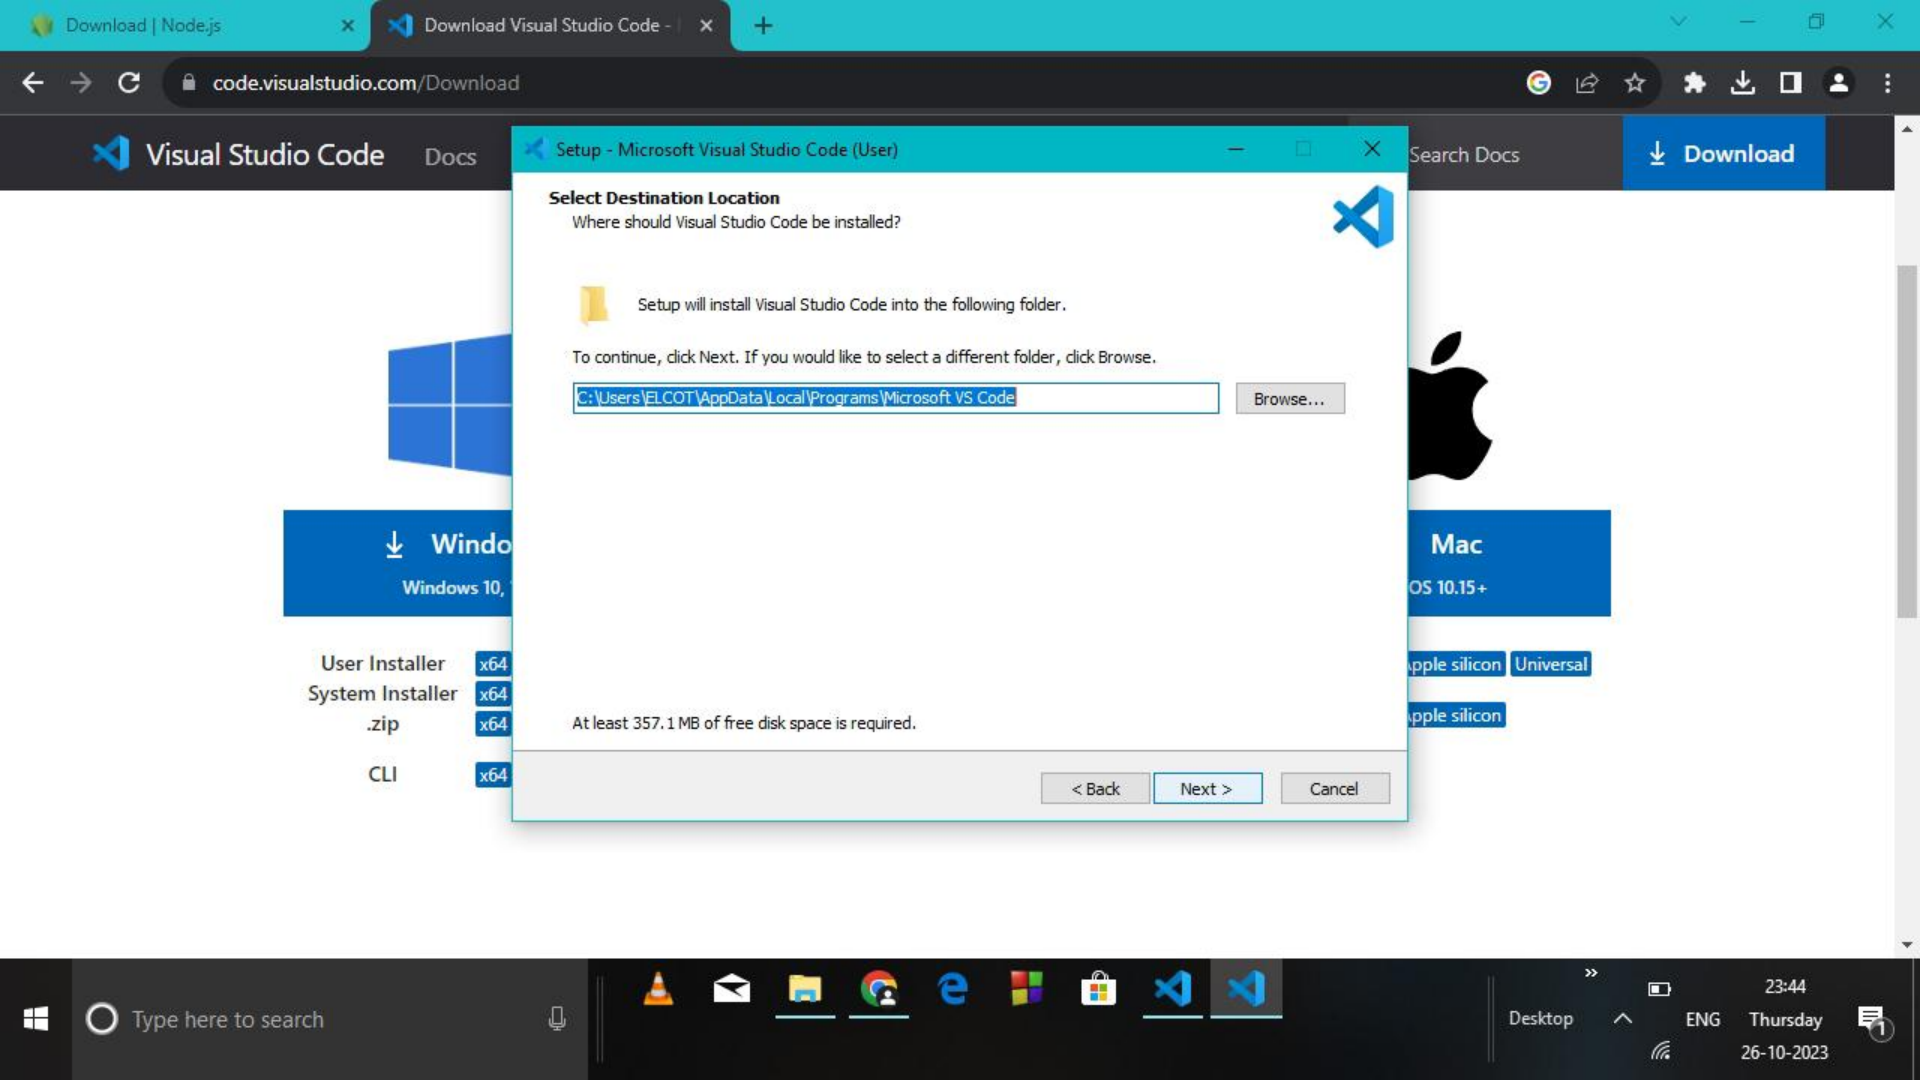 Download | Node.js
Download Visual Studio Code -
code.visualstudio.com/Download
Visual Studio Code
Docs
Search Docs
Download
Setup - Microsoft Visual Studio Code (User)
Select Destination Location
Where should Visual Studio Code be installed?
Setup will install Visual Studio Code into the following folder.
To continue, click Next. If you would like to select a different folder, click Browse.
C:\Users\ELCOT\AppData\Local\Programs\Microsoft VS Code
Browse...
At least 357.1 MB of free disk space is required.
< Back
Next >
Cancel
Windo
Windows 10,
User Installer x64
System Installer x64
.zip x64
CLI x64
Mac
OS 10.15+
pple silicon Universal
pple silicon
Type here to search
Desktop
ENG
23:44
Thursday
26-10-2023
1